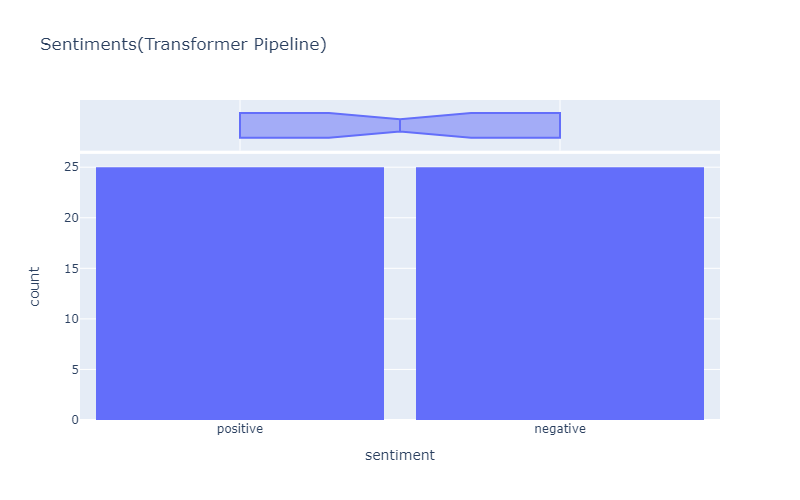 Sentiments(Transformer Pipeline)
25
20
15
10
5
0
count
positive
negative
sentiment